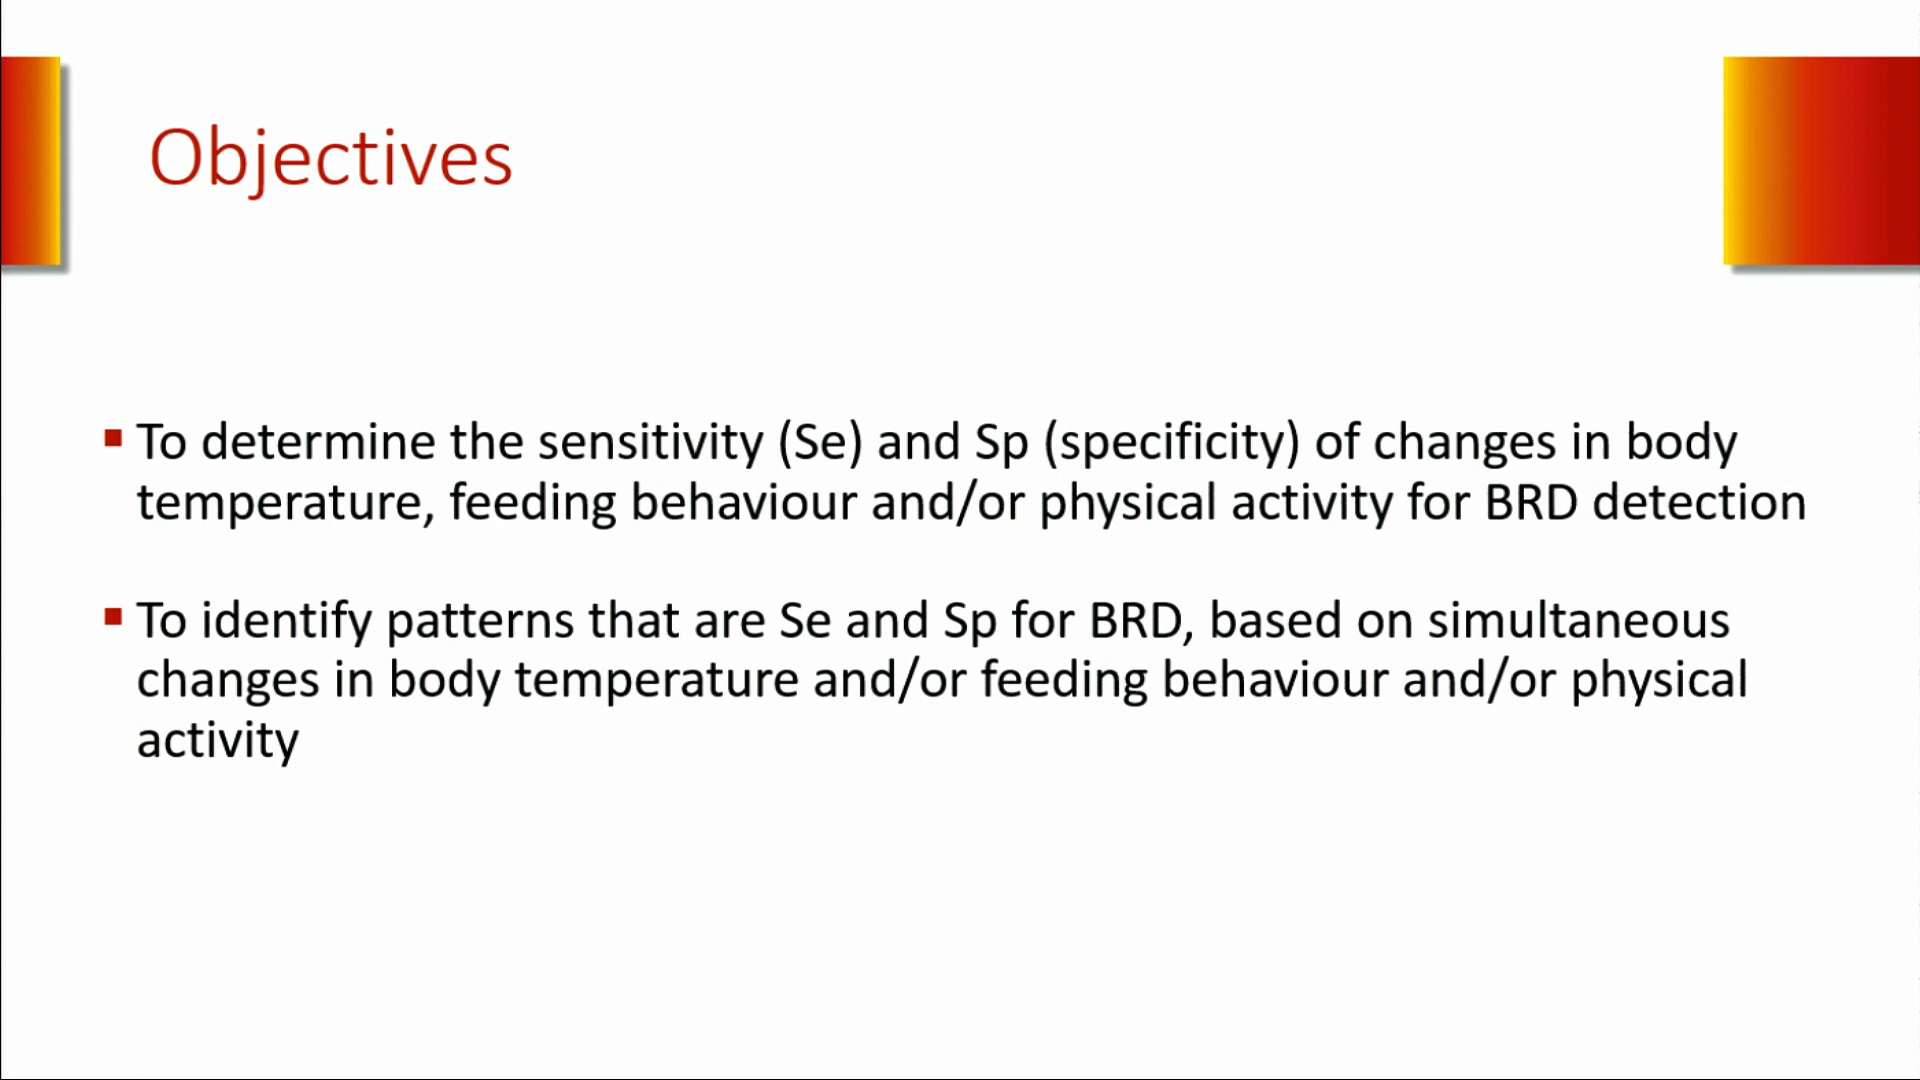 Objectives
▪ To determine the sensitivity (Se) and Sp (specificity) of changes in body
temperature, feeding behaviour and/or physical activity for BRD detection
▪ To identify patterns that are Se and Sp for BRD, based on simultaneous
changes in body temperature and/or feeding behaviour and/or physical
activity